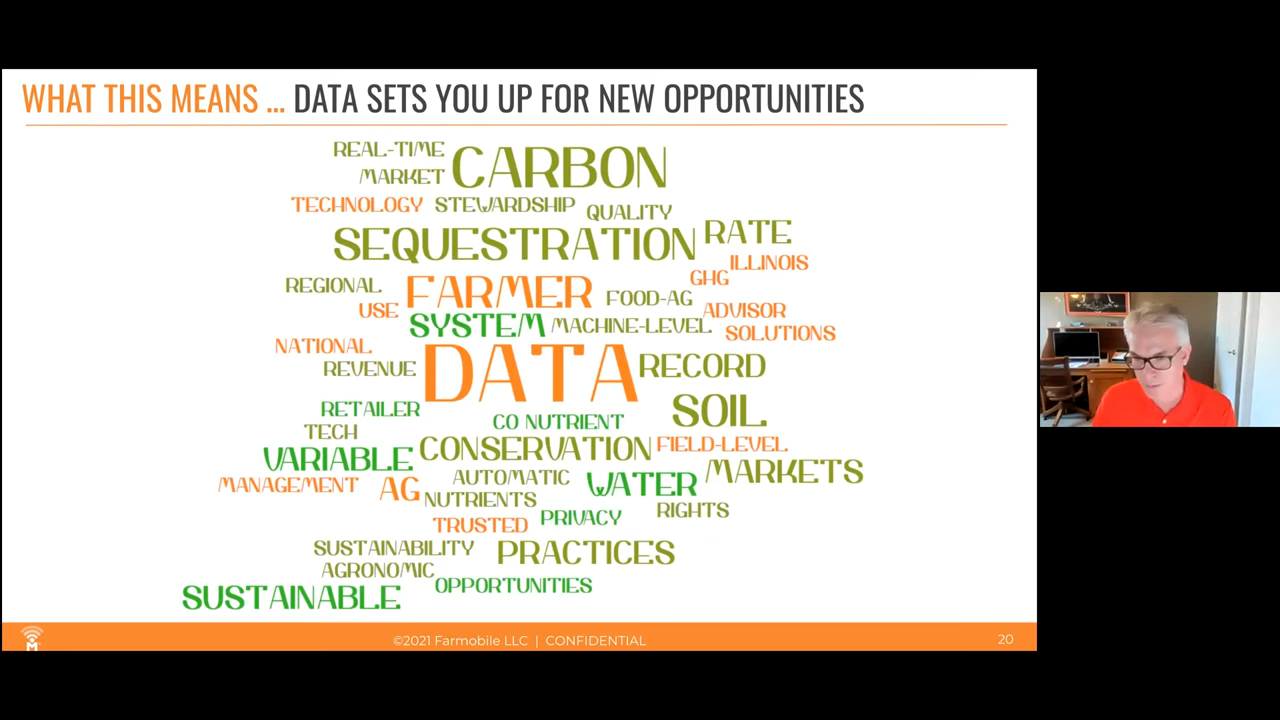 WHAT THIS MEANS ... DATA SETS YOU UP FOR NEW OPPORTUNITIES
REAL-TIME
CARBON
MARKET
TECHNOLOGY STEWARDSHIP QUALITY
SEQUESTRATION RATE
ILLINOIS
GHG
REGIONAL FARMER FOOD-AG
USE ADVISOR
SYSTEM MACHINE-LEVEL SOLUTIONS
NATIONAL
REVENUE DATA RECORD
RETAILER SOIL
CO NUTRIENT
TECH
VARIABLE CONSERVATION FIELD-LEVEL
MARKETS
MANAGEMENT AG AUTOMATIC WATER
NUTRIENTS
RIGHTS
TRUSTED PRIVACY
SUSTAINABILITY PRACTICES
AGRONOMIC
OPPORTUNITIES
SUSTAINABLE
M
©2021 Farmobile LLC | CONFIDENTIAL
20